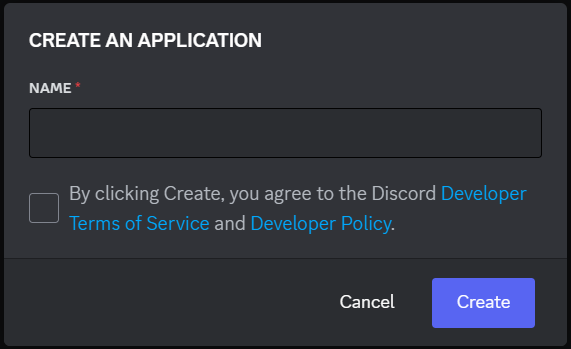 CREATE AN APPLICATION
NAME *
By clicking Create, you agree to the Discord Developer
Terms of Service and Developer Policy.
Cancel
Create